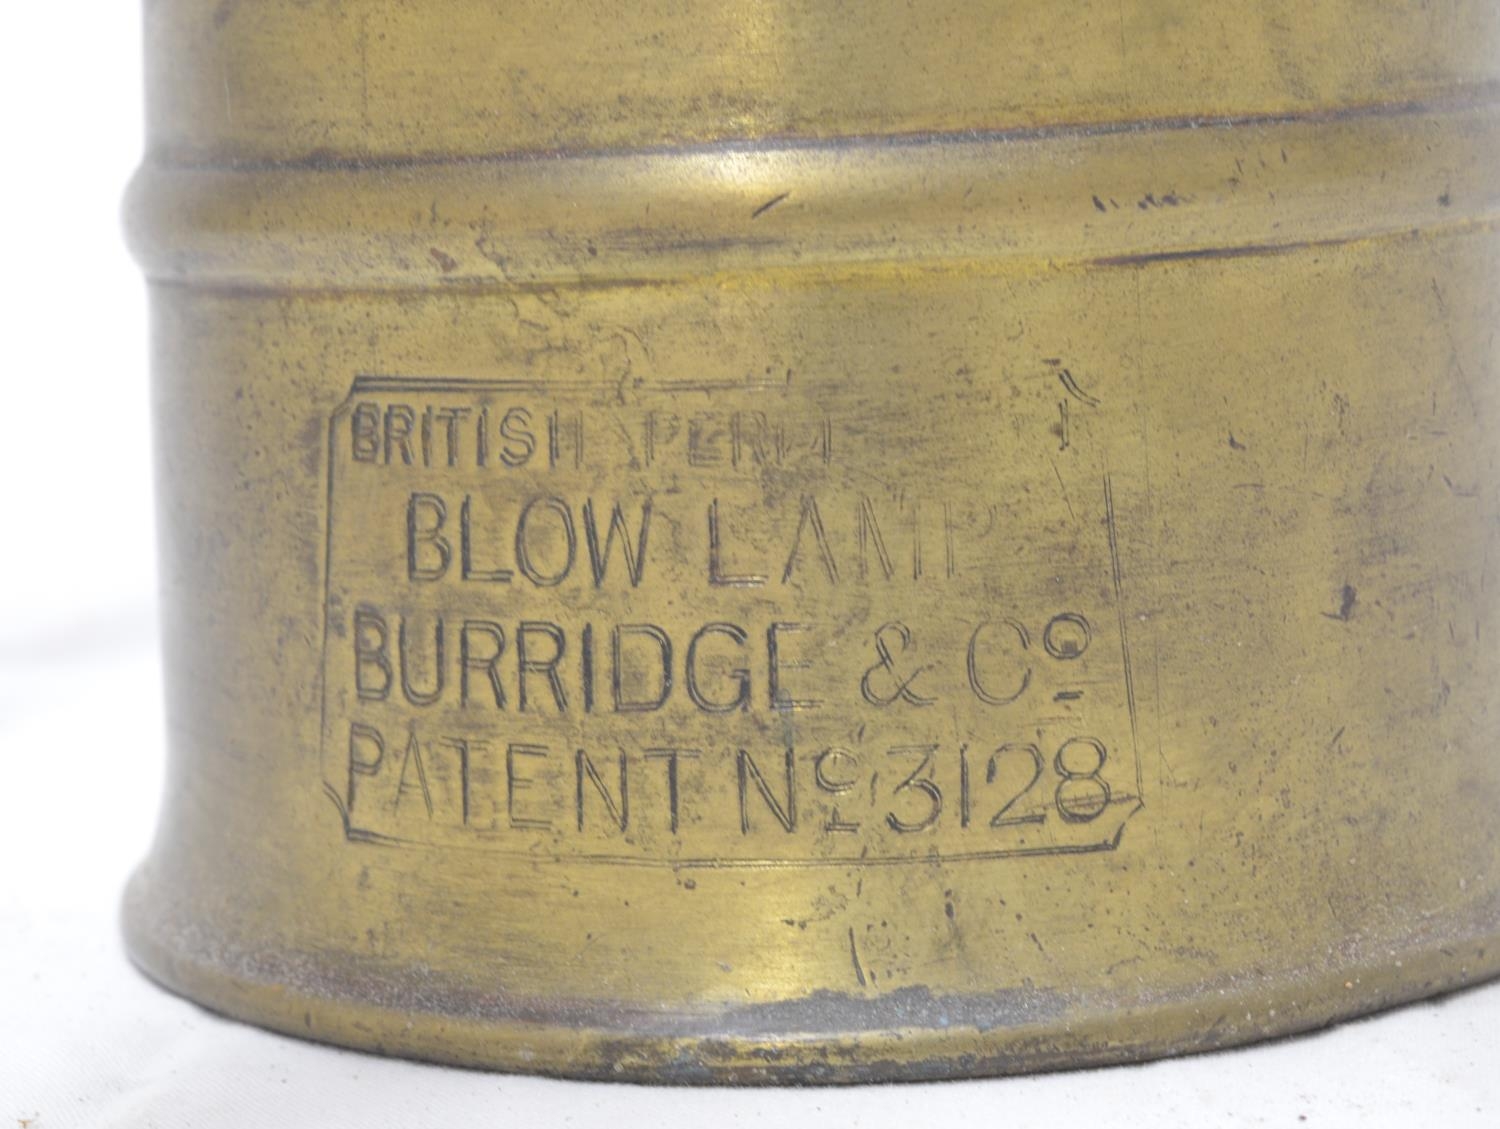 BRITISH
BLOW LAMP
BURRIDGE & Co
PATENT No 3128